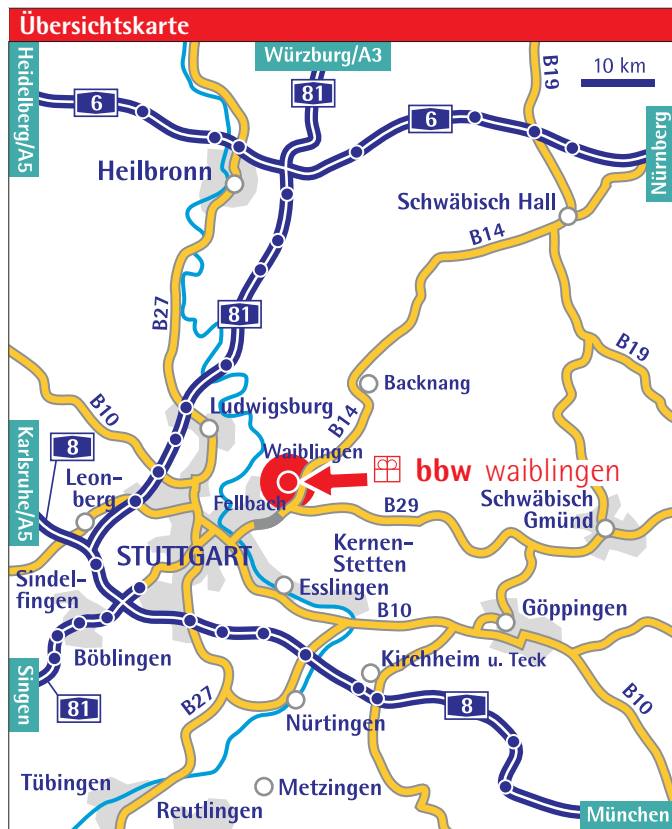 Übersichtskarte
Heidelberg/A5
Würzburg/A3
B19
10 km
81
6
6
Nürnberg
Heilbronn
Schwäbisch Hall
B14
B27
81
B19
Backnang
B10
Ludwigsburg
B14
Karlsruhe/A5
8
Leon-
berg
Waiblingen
bbw waiblingen
Fellbach
B29
Schwäbisch
Gmünd
STUTTGART
Kernen-
Stetten
Sindel-
fingen
Esslingen
B10
Göppingen
Böblingen
Kirchheim u. Teck
Singen
81
B27
Nürtingen
8
B10
Tübingen
Metzingen
Reutlingen
München